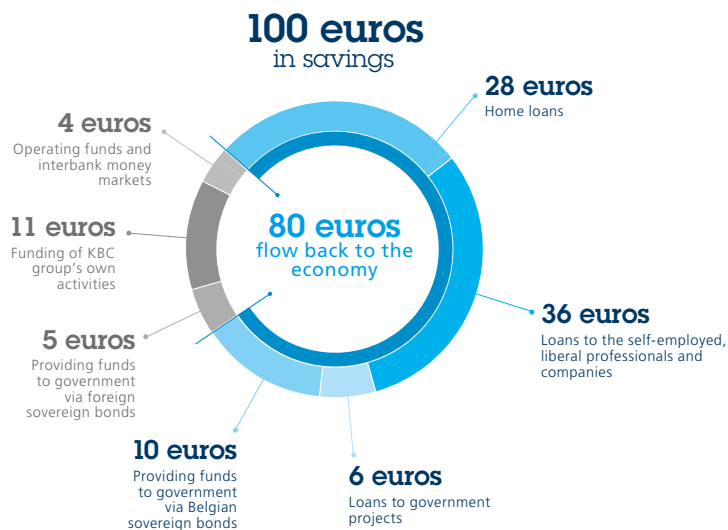 100 euros
in savings
28 euros
Home loans
4 euros
Operating funds and
interbank money
markets
80 euros
flow back to the
economy
11 euros
Funding of KBC
group's own
activities
36 euros
Loans to the self-employed,
liberal professionals and
companies
5 euros
Providing funds
to government
via foreign
sovereign bonds
10 euros
Providing funds
to government
via Belgian
sovereign bonds
6 euros
Loans to government
projects